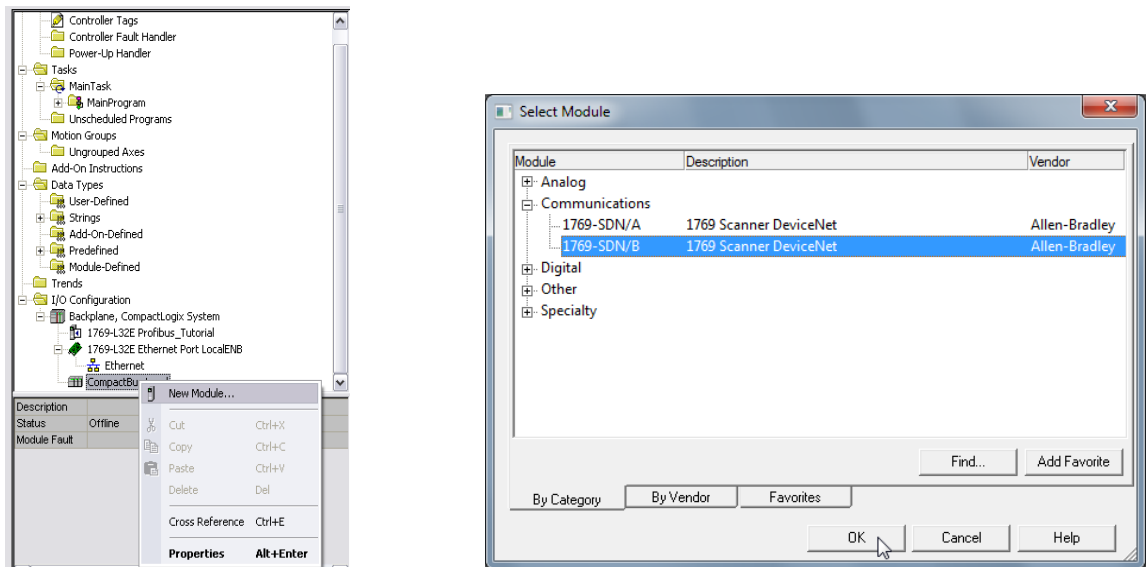 Controller Tags
Controller Fault Handler
Power-Up Handler
Tasks
MainTask
MainProgram
Unscheduled Programs
Motion Groups
Ungrouped Axes
Add-On Instructions
Data Types
User-Defined
Strings
Add-On-Defined
Predefined
Module-Defined
Trends
I/O Configuration
Backplane, CompactLogix System
1769-L32E Profibus_Tutorial
1769-L32E Ethernet Port LocalENB
Ethernet
New Module...
Cut Ctrl+X
Copy Ctrl+C
Paste Ctrl+V
Delete Del
Cross Reference Ctrl+E
Properties Alt+Enter
Description
Status Offline
Module Fault
Select Module
Module Description Vendor
Analog
Communications
1769-SDN/A 1769 Scanner DeviceNet Allen-Bradley
1769-SDN/B 1769 Scanner DeviceNet Allen-Bradley
Digital
Other
Specialty
Find... Add Favorite
By Category By Vendor Favorites
OK Cancel Help